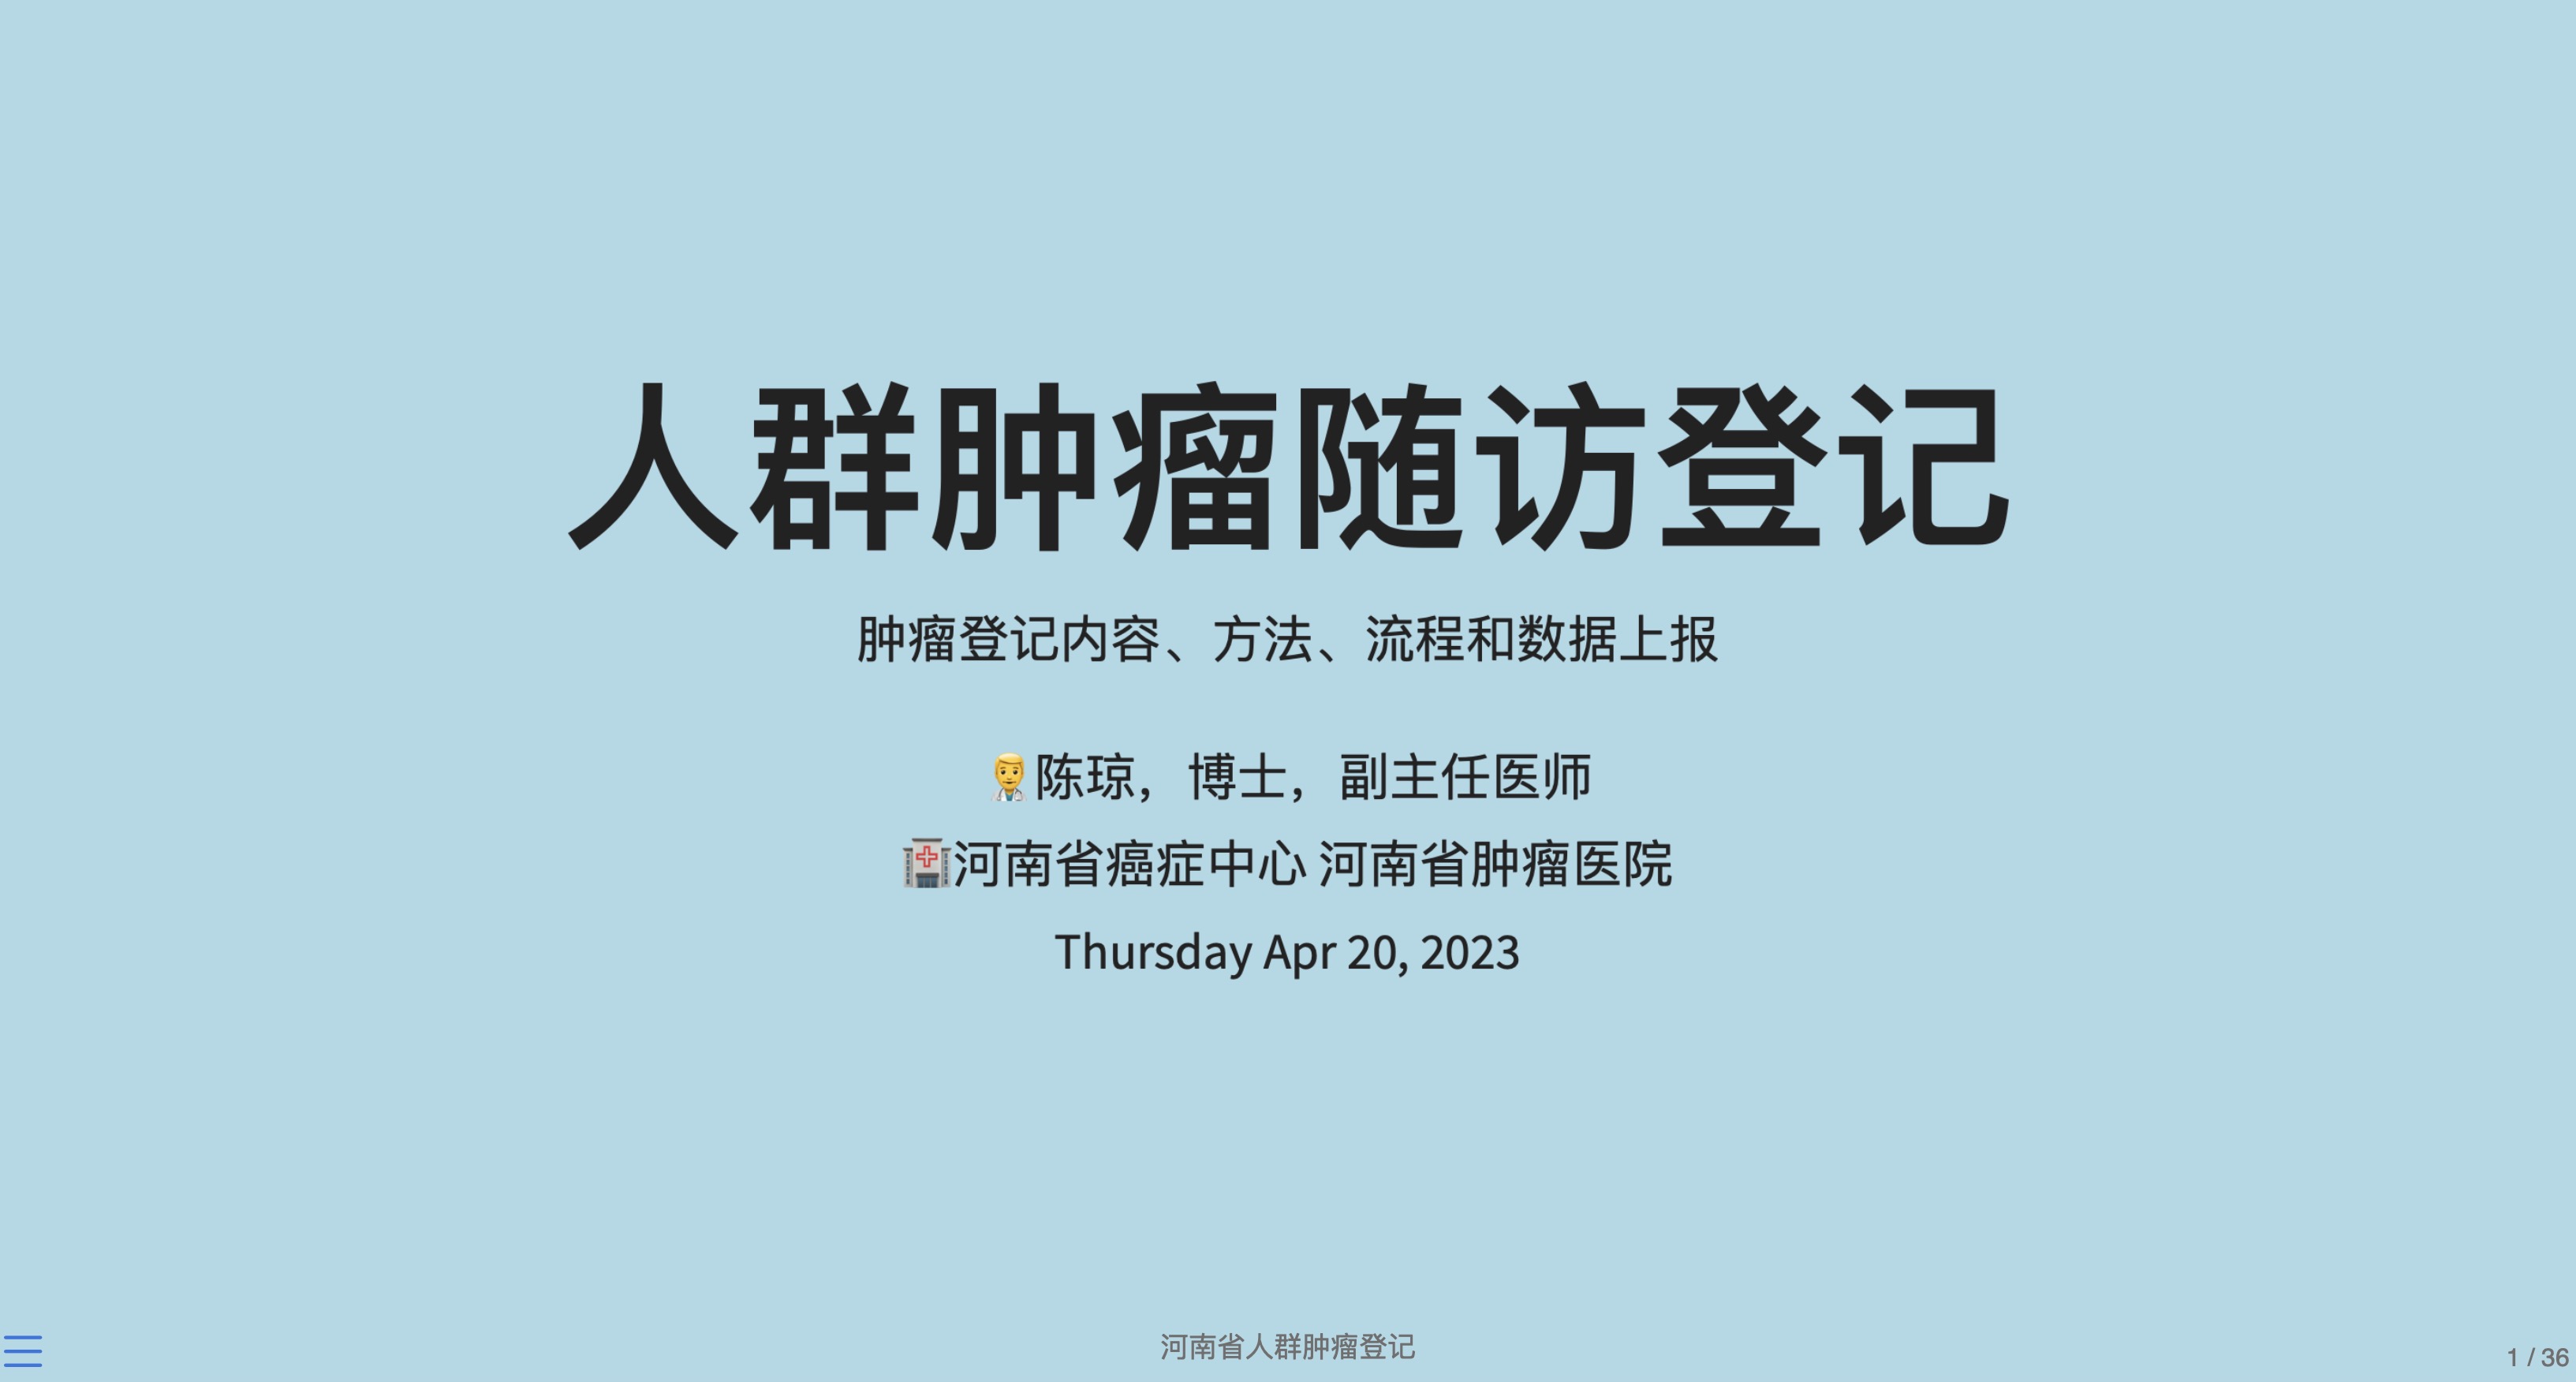 人群肿瘤随访登记
肿瘤登记内容、方法、流程和数据上报
陈琼，博士，副主任医师
河南省癌症中心 河南省肿瘤医院
Thursday Apr 20, 2023
河南省人群肿瘤登记
1 / 36